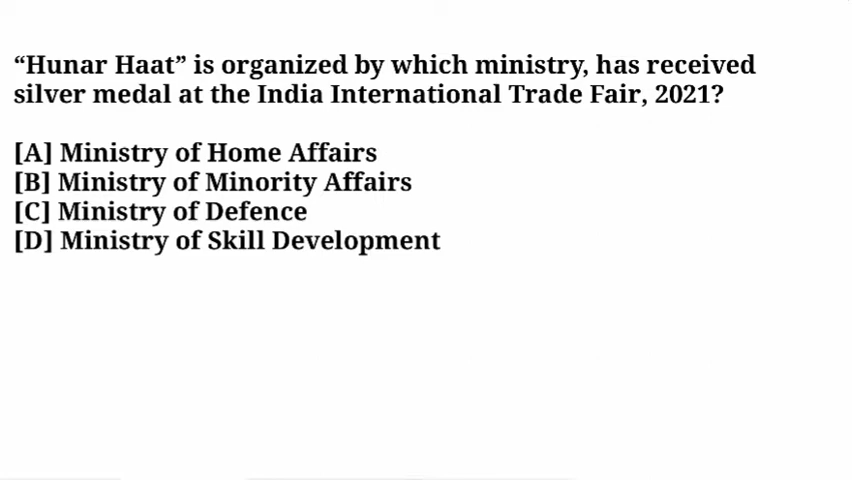 “Hunar Haat” is organized by which ministry, has received
silver medal at the India International Trade Fair, 2021?
[A] Ministry of Home Affairs
[B] Ministry of Minority Affairs
[C] Ministry of Defence
[D] Ministry of Skill Development